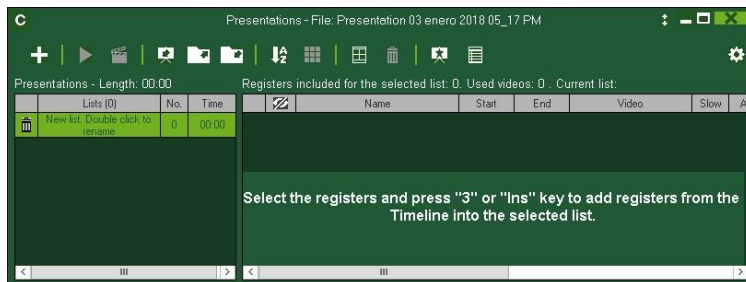 C Presentations - File: Presentation 03 enero 2018 05_17 PM
Presentations - Length: 00:00
Registers included for the selected list: 0. Used videos: 0 . Current list:
Lists (0) No. Time
Name Start End Video Slow A
New list. Double click to
rename
0 00:00
Select the registers and press "3" or "Ins" key to add registers from the
Timeline into the selected list.